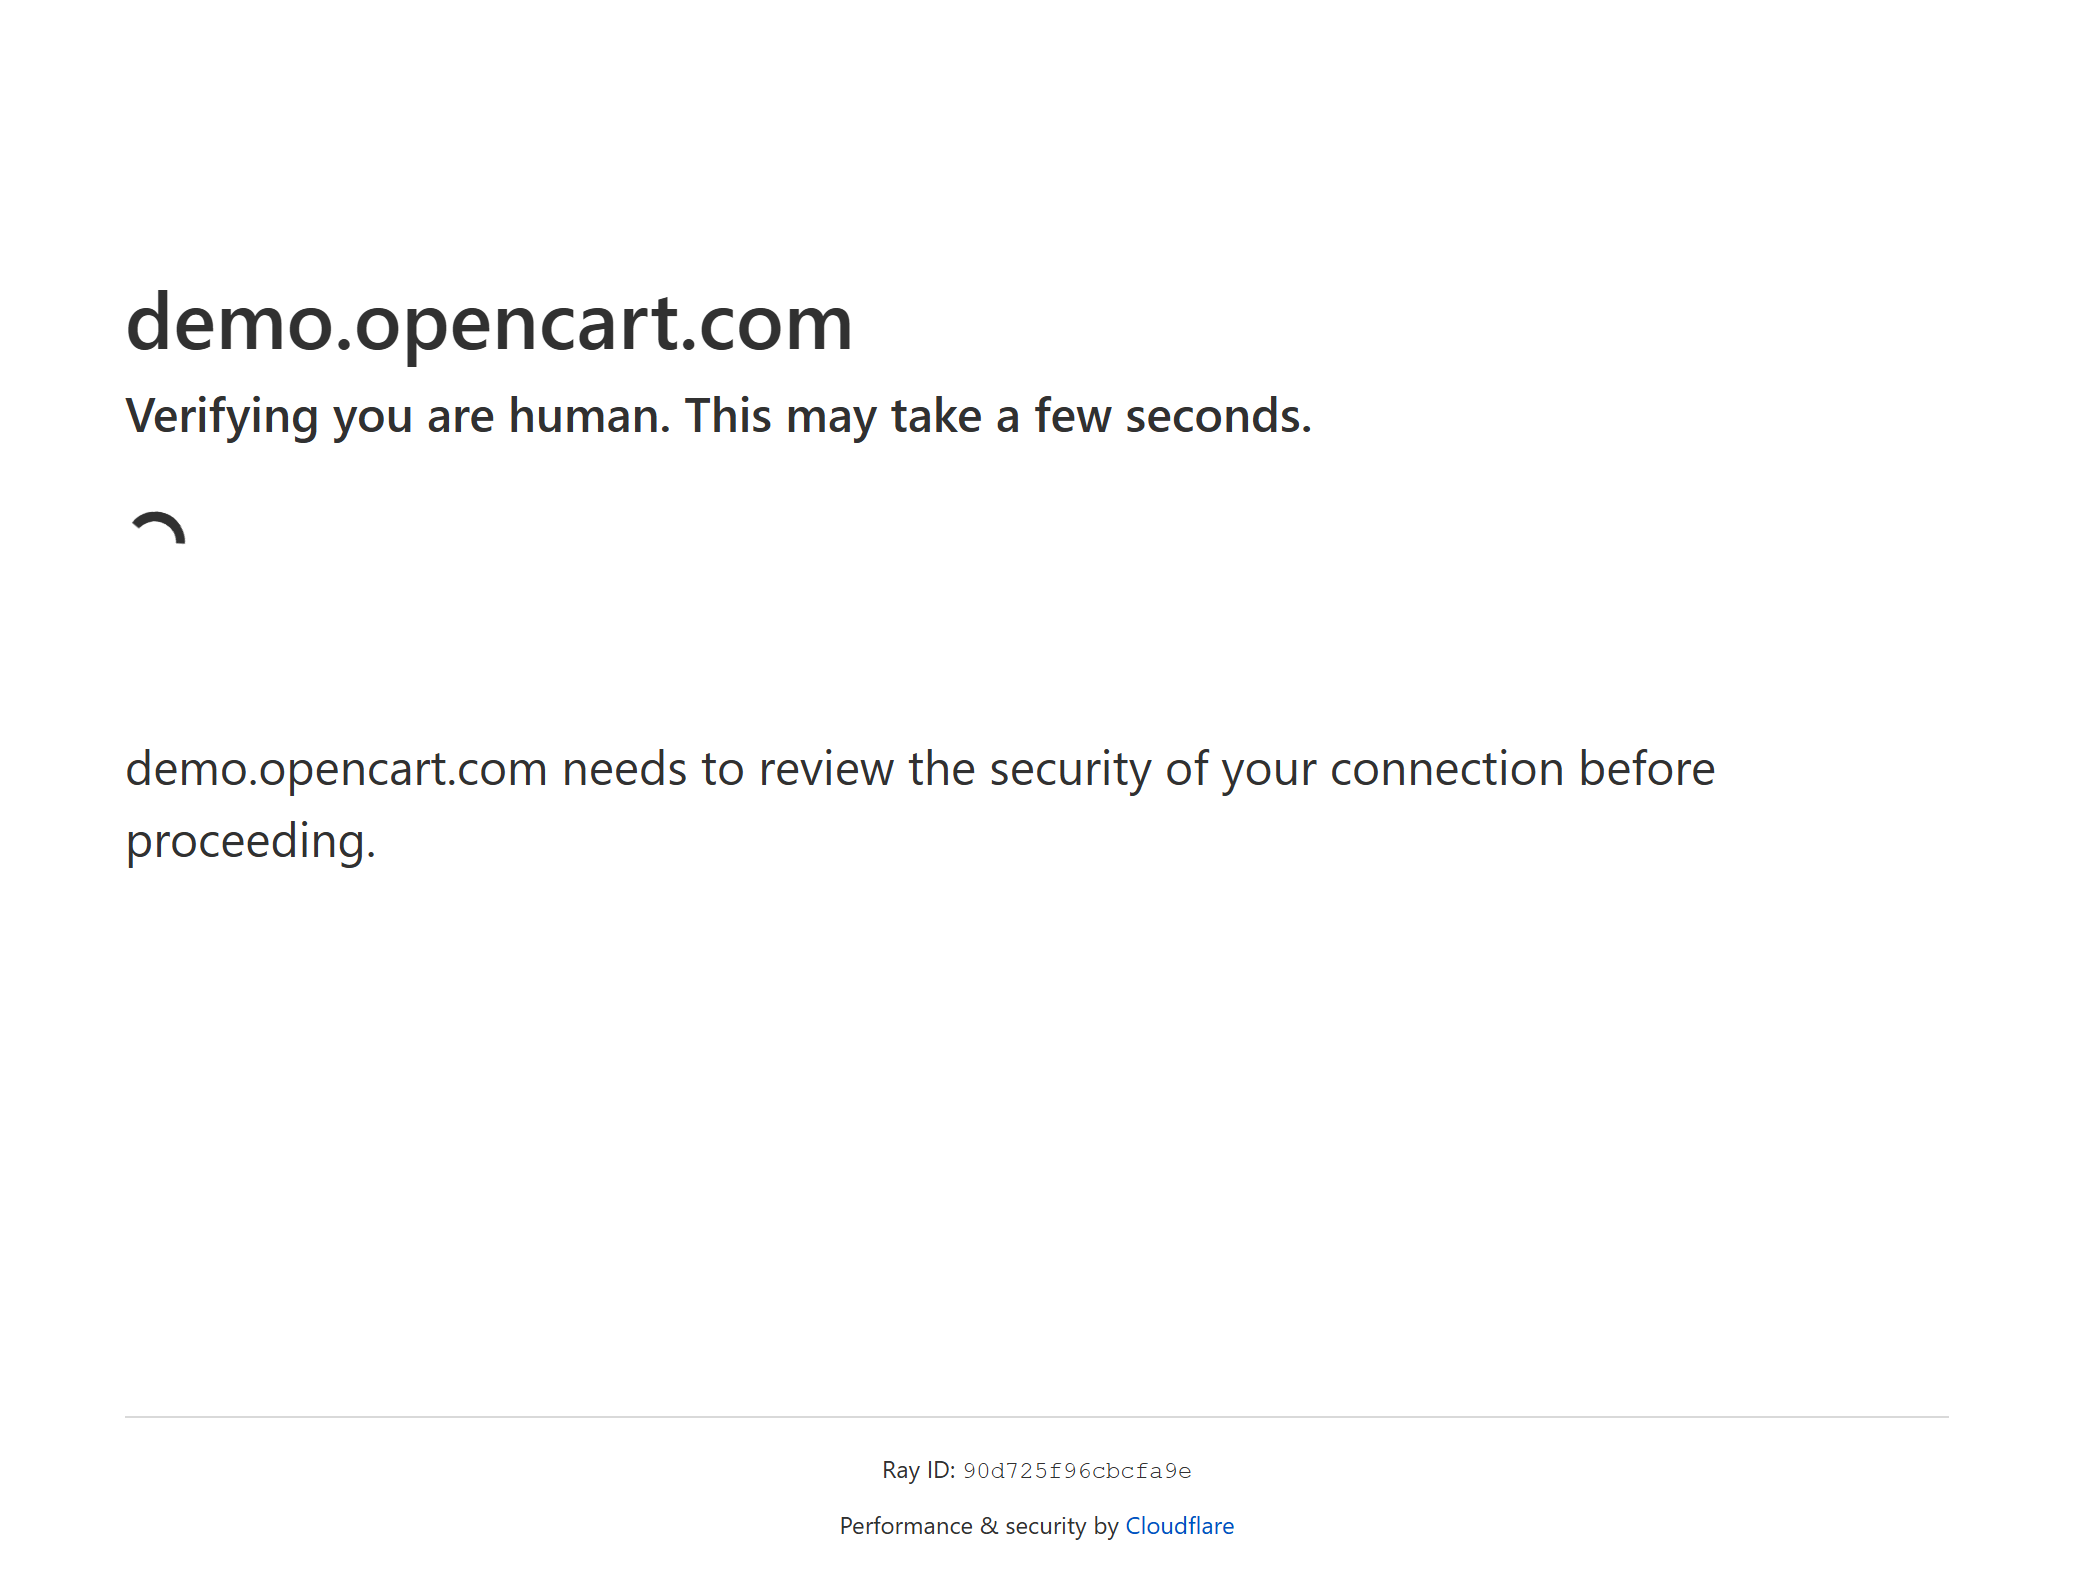 demo.opencart.com
Verifying you are human. This may take a few seconds.
demo.opencart.com needs to review the security of your connection before
proceeding.
Ray ID: 90d725f96cbcfa9e
Performance & security by Cloudflare